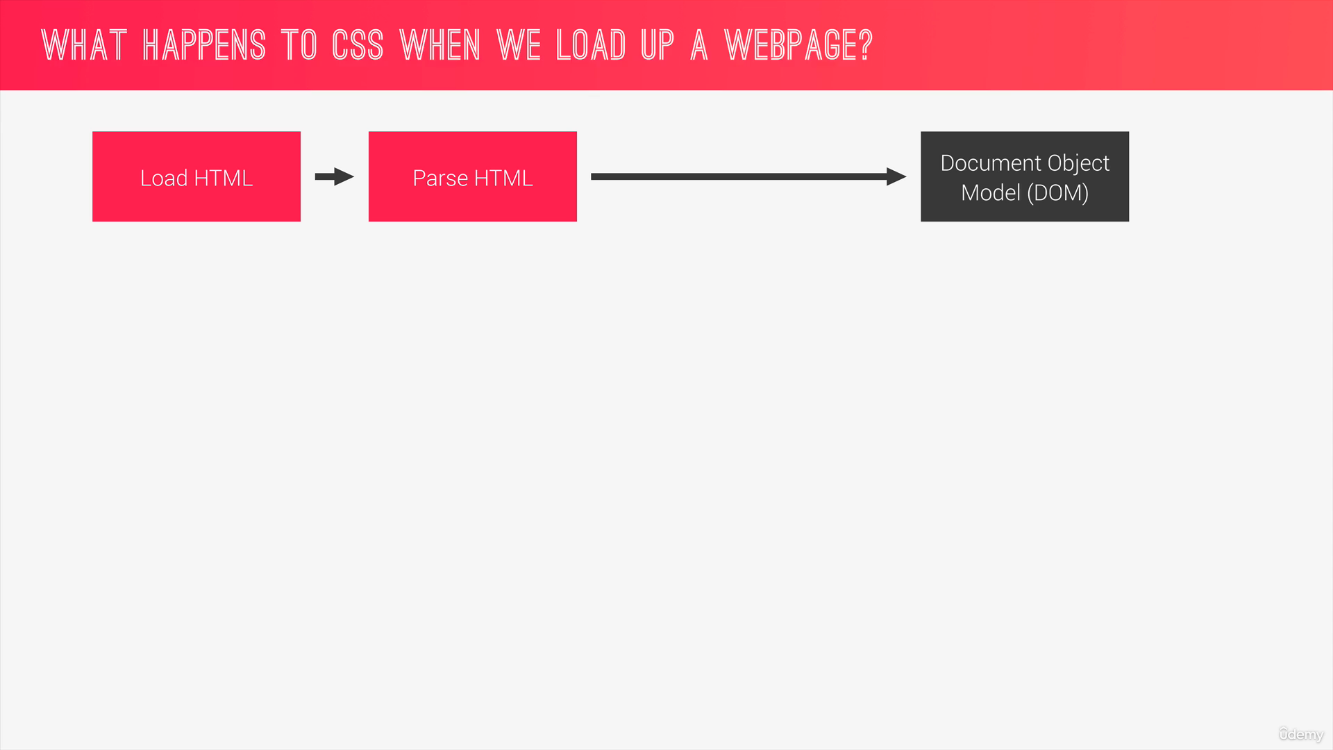 WHAT HAPPENS TO CSS WHEN WE LOAD UP A WEBPAGE?
Load HTML
Parse HTML
Document Object
Model (DOM)
ûdemy